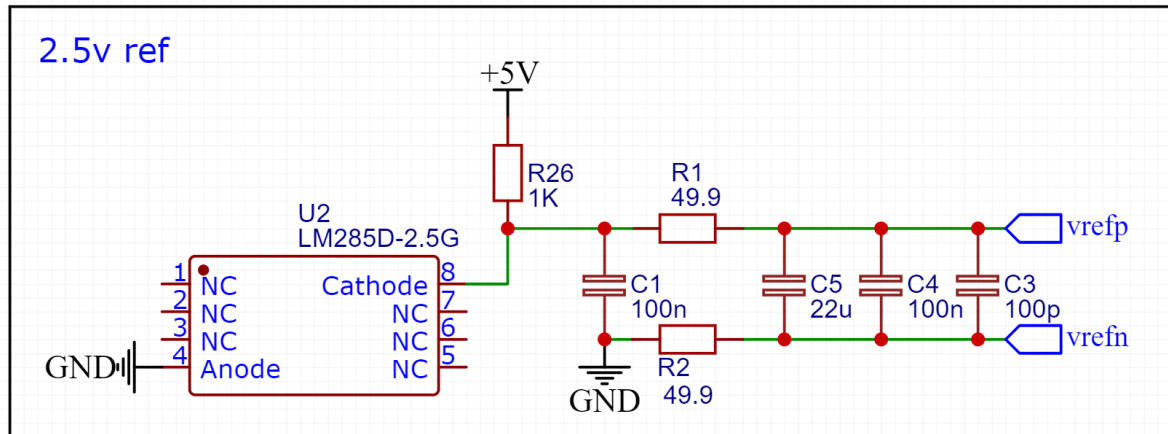 2.5v ref
+5V
R26
1K
R1
49.9
U2
LM285D-2.5G
1 NC Cathode 8
2 NC NC 7
3 NC NC 6
4 Anode NC 5
GND
C1
100n
C5
22u
C4
100n
C3
100p
vrefp
vrefn
R2
49.9
GND